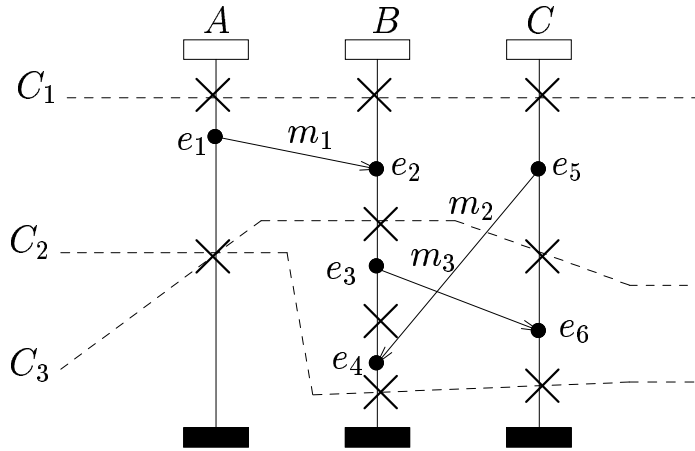 A B C
C₁
e₁ m₁ e₂ e₅
m₂
C₂ e₃ m₃
e₆
C₃ e₄